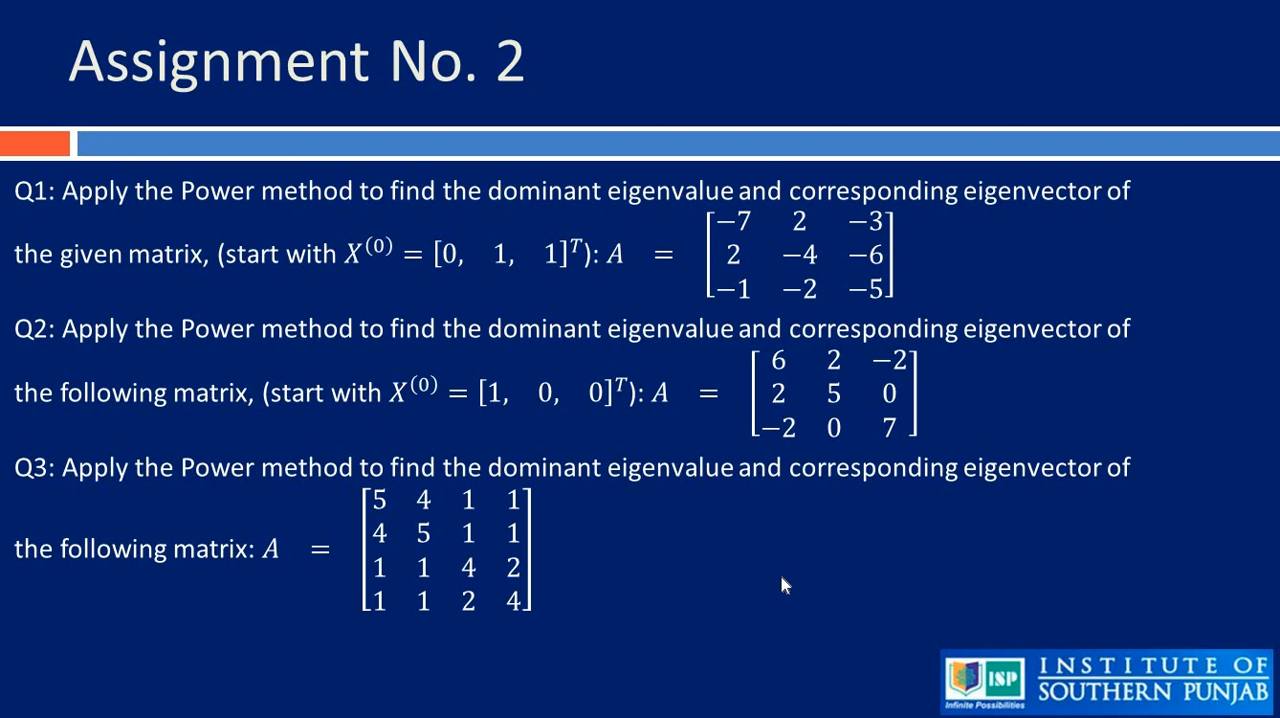 Assignment No. 2
Q1: Apply the Power method to find the dominant eigenvalue and corresponding eigenvector of
the given matrix, (start with X^(0) = [0, 1, 1]^T): A = [−7 2 −3
2 −4 −6
−1 −2 −5]
Q2: Apply the Power method to find the dominant eigenvalue and corresponding eigenvector of
the following matrix, (start with X^(0) = [1, 0, 0]^T): A = [6 2 −2
2 5 0
−2 0 7]
Q3: Apply the Power method to find the dominant eigenvalue and corresponding eigenvector of
the following matrix: A = [5 4 1 1
4 5 1 1
1 1 4 2
1 1 2 4]
ISP
Infinite Possibilities
INSTITUTE OF
SOUTHERN PUNJAB